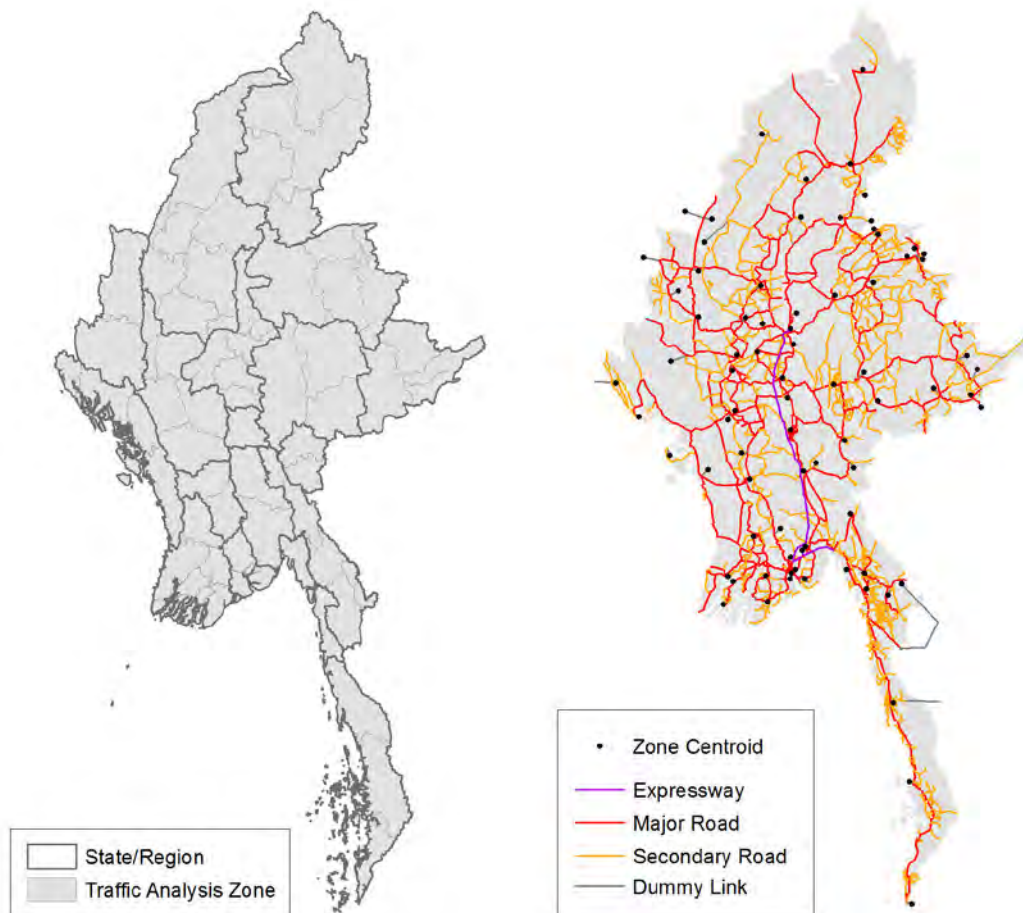 State/Region
Traffic Analysis Zone
Zone Centroid
Expressway
Major Road
Secondary Road
Dummy Link